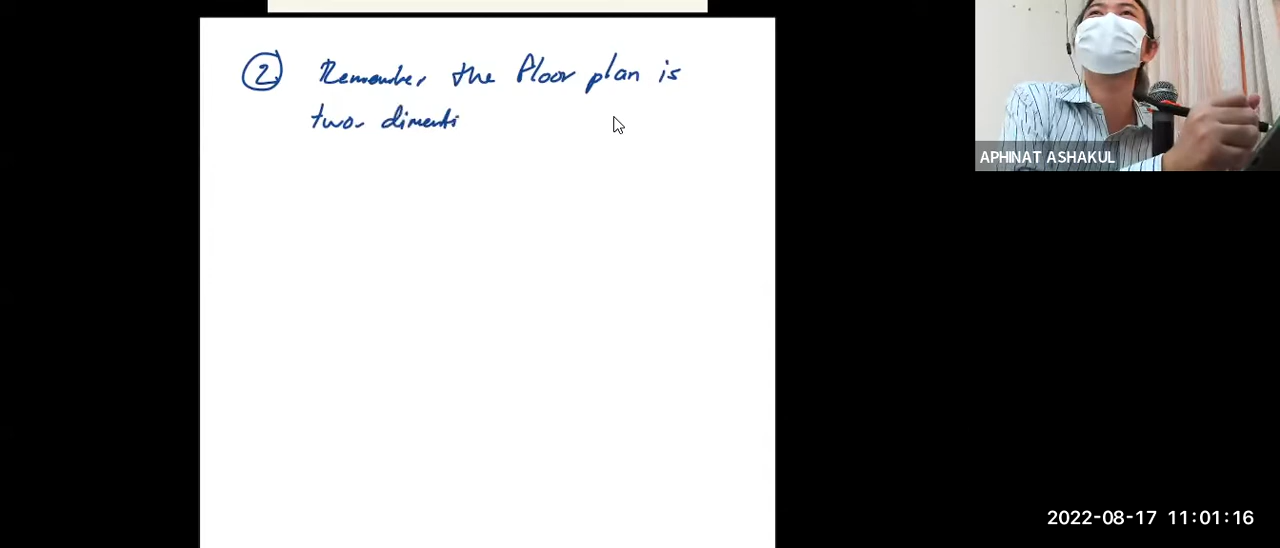 ② Remember, the floor plan is
two-dimenti
APHINAT ASHAKUL
2022-08-17 11:01:16